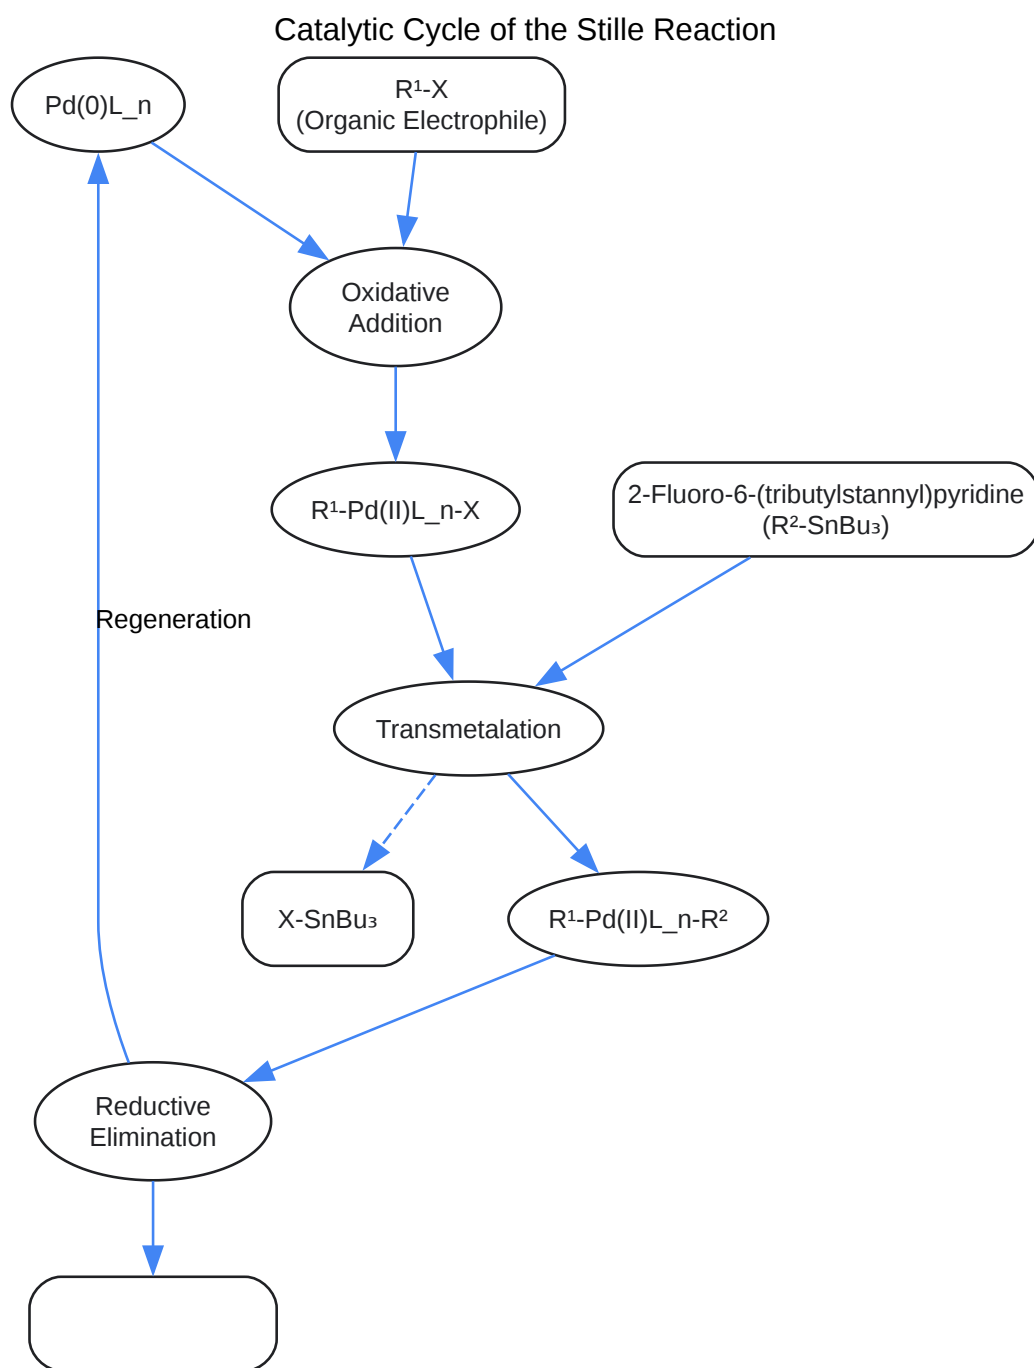 Catalytic Cycle of the Stille Reaction
Pd(0)L_n
R¹-X
(Organic Electrophile)
Oxidative
Addition
R¹-Pd(II)L_n-X
2-Fluoro-6-(tributylstannyl)pyridine
(R²-SnBu₃)
Regeneration
Transmetalation
X-SnBu₃
R¹-Pd(II)L_n-R²
Reductive
Elimination